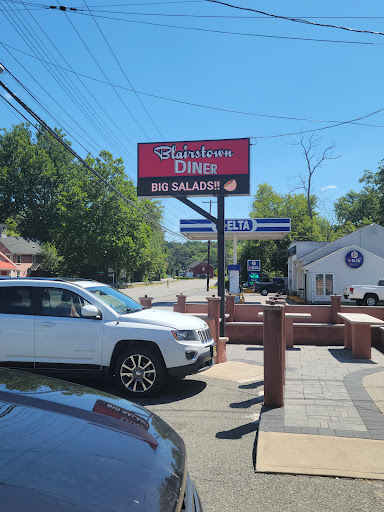 Blairstown
DINER
BIG SALADS!!
DELTA